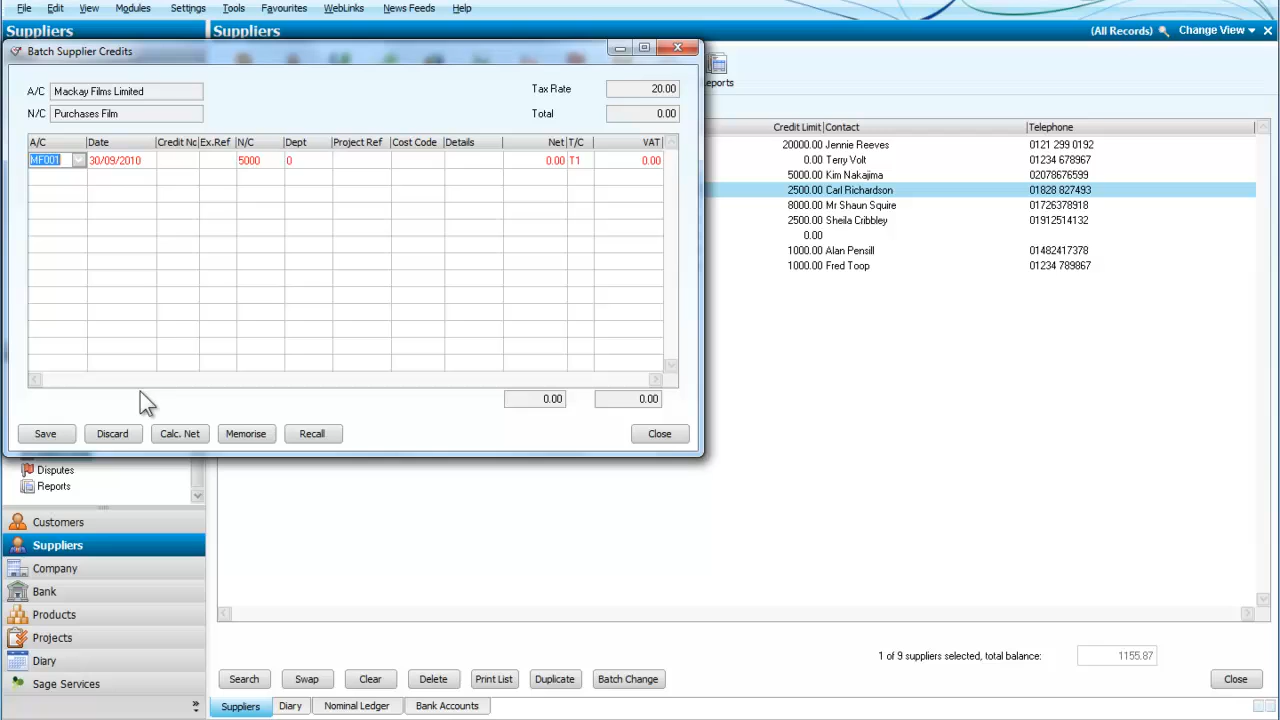 File Edit View Modules Settings Tools Favourites WebLinks News Feeds Help
Suppliers
Suppliers
(All Records) Change View
Batch Supplier Credits
A/C Mackay Films Limited
Tax Rate 20.00
N/C Purchases Film
Total 0.00
A/C Date Credit No Ex.Ref N/C Dept Project Ref Cost Code Details Net T/C VAT
MF001 30/09/2010 5000 0 0.00 T1 0.00
0.00 0.00
Save Discard Calc. Net Memorise Recall Close
eports
Credit Limit Contact Telephone
20000.00 Jennie Reeves 0121 299 0192
0.00 Terry Volt 01234 678967
5000.00 Kim Nakajima 02078676599
2500.00 Carl Richardson 01828 827493
8000.00 Mr Shaun Squire 01726378918
2500.00 Sheila Cribbley 01912514132
0.00
1000.00 Alan Pensill 01482417378
1000.00 Fred Toop 01234 789867
Disputes
Reports
Customers
Suppliers
Company
Bank
Products
Projects
Diary
Sage Services
1 of 9 suppliers selected, total balance: 1155.87
Search Swap Clear Delete Print List Duplicate Batch Change Close
Suppliers Diary Nominal Ledger Bank Accounts